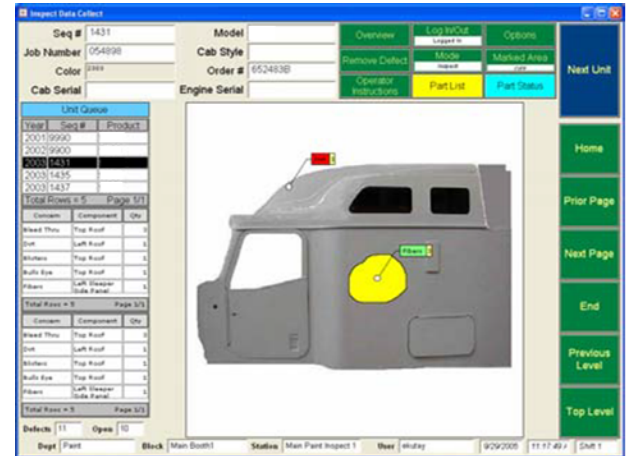 Inspect Data Collect
Seq # 1431
Model
Job Number 054898
Cab Style
Color
Order # 652483B
Cab Serial
Engine Serial
Overview
Log In/Out
Logged In
Options
Remove Defect
Mode
Inspect
Marked Area
Operator Instructions
Part List
Part Status
Next Unit
Unit Queue
Year Seq # Product
2001 9990
2002 9900
2003 1431
2003 1435
2003 1437
Total Rows = 5 Page 1/1
Concern Component Qty
Bleed Thru Top Roof 3
Dirt Left Roof 1
Blisters Top Roof 1
Bulls Eye Top Roof 1
Fibers Left Sleeper Side Panel 1
Total Rows = 5 Page 1/1
Concern Component Qty
Bleed Thru Top Roof 3
Dirt Left Roof 1
Blisters Top Roof 1
Bulls Eye Top Roof 1
Fibers Left Sleeper Side Panel 1
Total Rows = 5 Page 1/1
Fibers
Home
Prior Page
Next Page
End
Previous Level
Top Level
Defects 11 Open 10
Dept Paint Block Main Booth1 Station Main Paint Inspect 1 User ekutay 9/29/2005 11:17:49 Shift 1